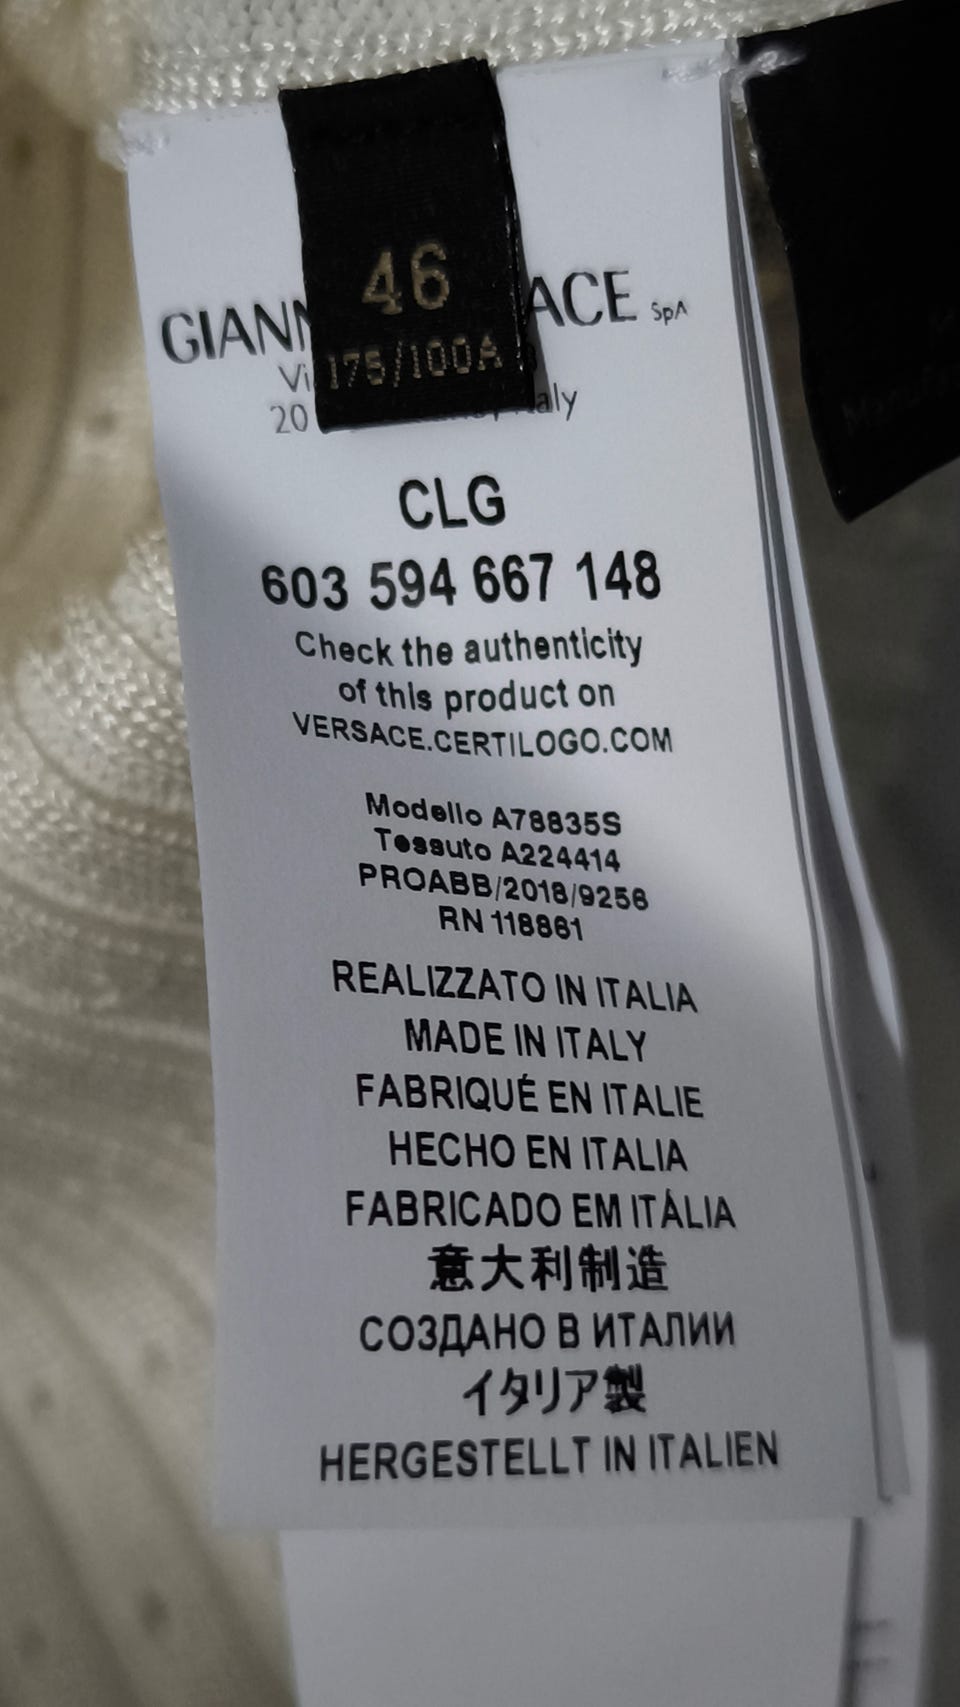 46
175/100A
GIANN ACE SpA
Vi
20 aly
CLG
603 594 667 148
Check the authenticity
of this product on
VERSACE.CERTILOGO.COM
Modello A78835S
Tessuto A224414
PROABB/2018/9256
RN 118861
REALIZZATO IN ITALIA
MADE IN ITALY
FABRIQUÉ EN ITALIE
HECHO EN ITALIA
FABRICADO EM ITÁLIA
意大利制造
СОЗДАНО В ИТАЛИИ
イタリア製
HERGESTELLT IN ITALIEN